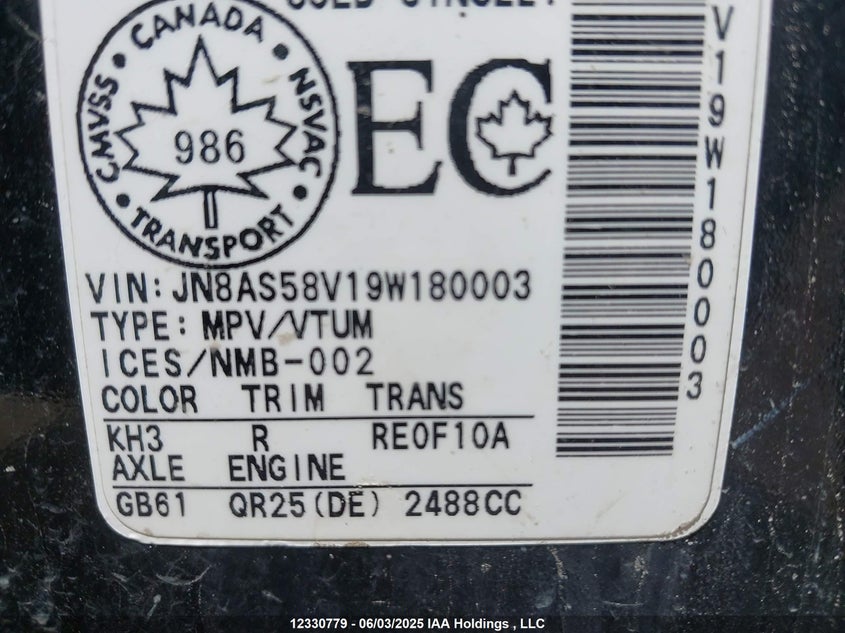 CANADA
CMVSS
NSVAC
986
TRANSPORT
EC
VIN: JN8AS58V19W180003
TYPE: MPV/VTUM
ICES/NMB-002
COLOR TRIM TRANS
KH3 R RE0F10A
AXLE ENGINE
GB61 QR25(DE) 2488CC
V19W180003
12330779 - 06/03/2025 IAA Holdings , LLC